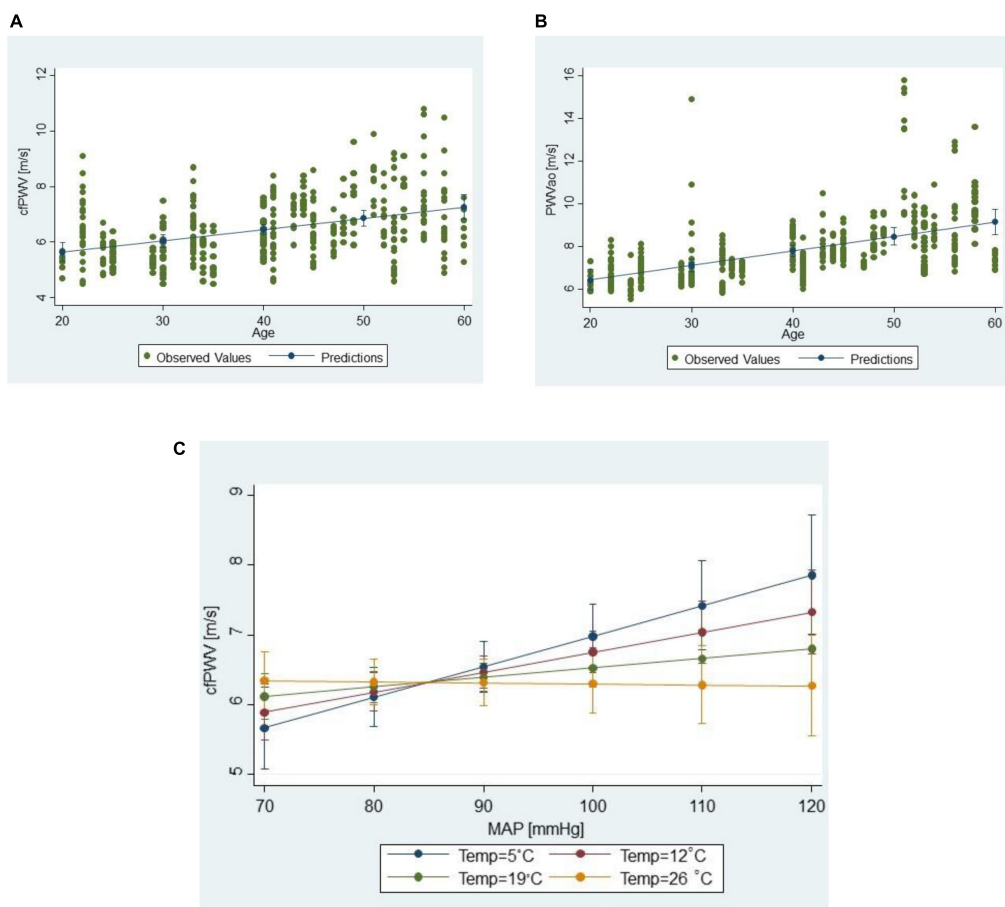 A
cfPWV [m/s]
12
10
8
6
4
20 30 40 50 60
Age
Observed Values Predictions
B
PWVao [m/s]
16
14
12
10
8
6
20 30 40 50 60
Age
Observed Values Predictions
C
cfPWV [m/s]
9
8
7
6
5
70 80 90 100 110 120
MAP [mmHg]
Temp=5°C Temp=12°C
Temp=19°C Temp=26 °C